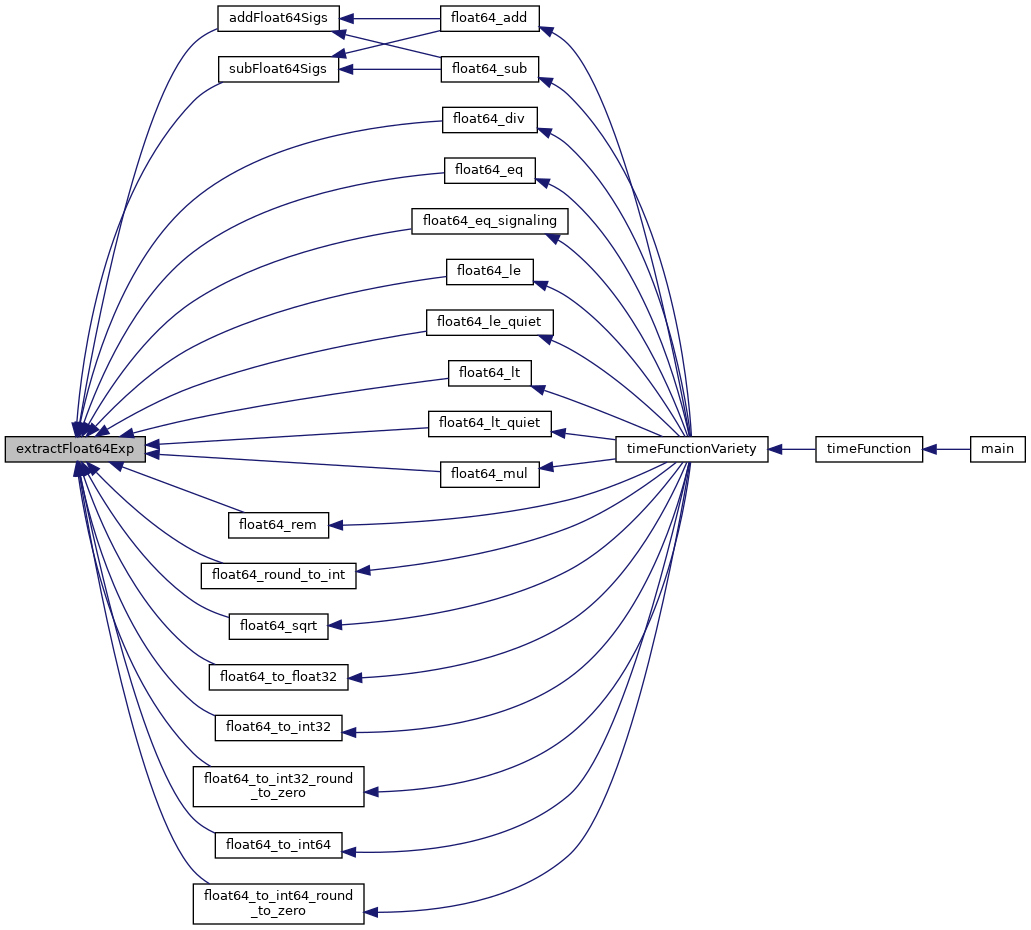 addFloat64Sigs
float64_add
subFloat64Sigs
float64_sub
float64_div
float64_eq
float64_eq_signaling
float64_le
float64_le_quiet
float64_lt
float64_lt_quiet
extractFloat64Exp
timeFunctionVariety
timeFunction
main
float64_mul
float64_rem
float64_round_to_int
float64_sqrt
float64_to_float32
float64_to_int32
float64_to_int32_round
_to_zero
float64_to_int64
float64_to_int64_round
_to_zero